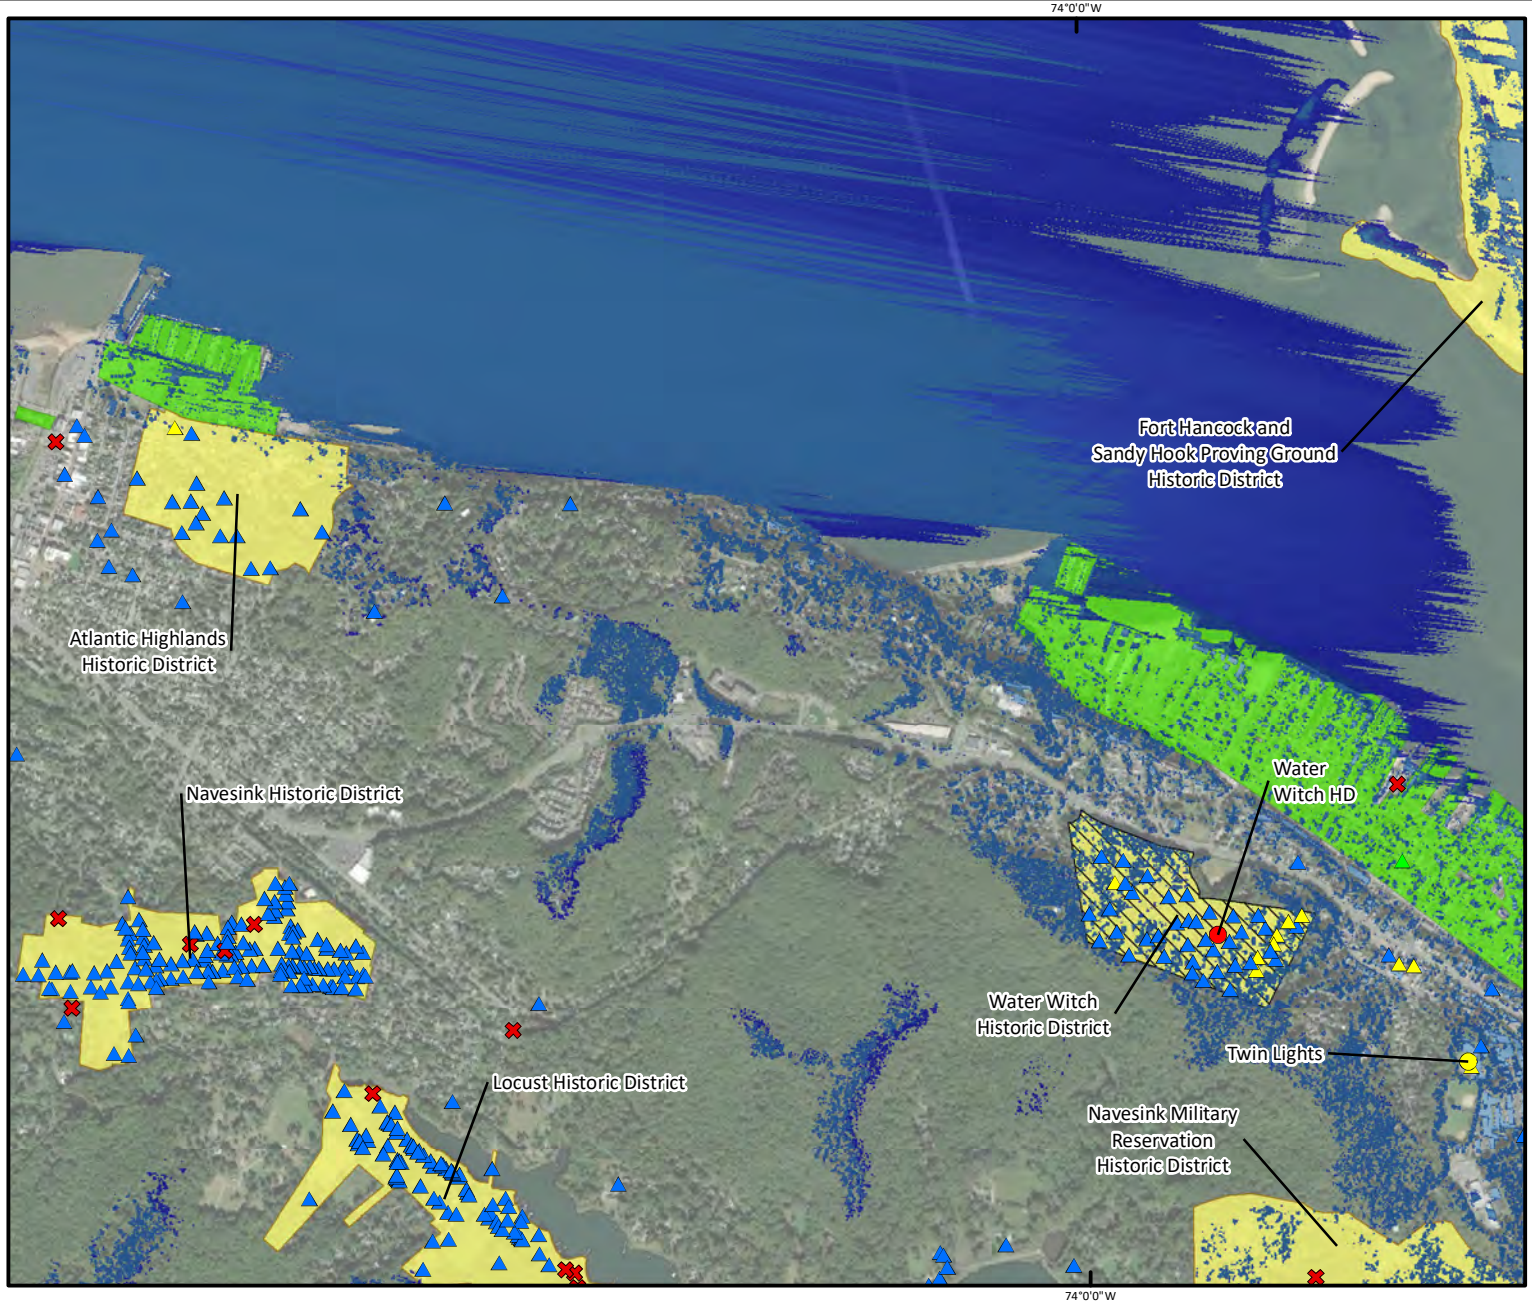 74°0'0"W
Fort Hancock and
Sandy Hook Proving Ground
Historic District
Atlantic Highlands
Historic District
Water
Witch HD
Navesink Historic District
Water Witch
Historic District
Twin Lights
Locust Historic District
Navesink Military
Reservation
Historic District
74°0'0"W